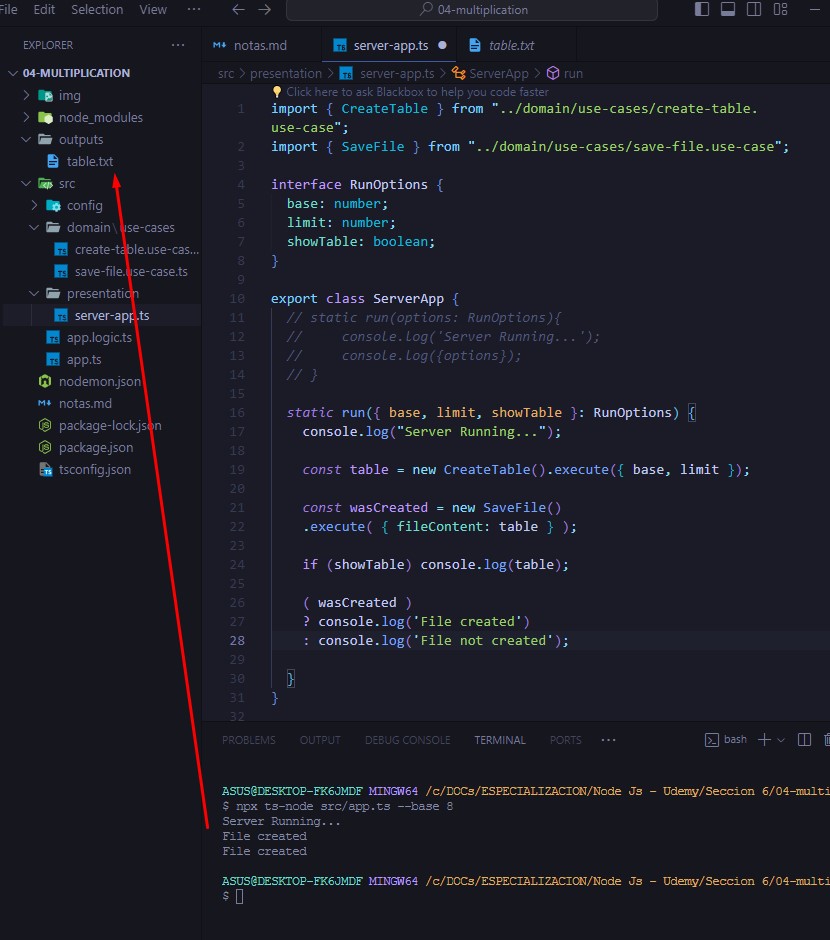 File Edit Selection View ··· ← → 04-multiplication
EXPLORER ···
04-MULTIPLICATION
img
node_modules
outputs
table.txt
src
config
domain\use-cases
create-table.use-cas...
save-file.use-case.ts
presentation
server-app.ts
app.logic.ts
app.ts
nodemon.json
notas.md
package-lock.json
package.json
tsconfig.json
notas.md server-app.ts table.txt
src > presentation > server-app.ts > ServerApp > run
Click here to ask Blackbox to help you code faster
1 import { CreateTable } from "../domain/use-cases/create-table.
use-case";
2 import { SaveFile } from "../domain/use-cases/save-file.use-case";
3
4 interface RunOptions {
5 base: number;
6 limit: number;
7 showTable: boolean;
8 }
9
10 export class ServerApp {
11 // static run(options: RunOptions){
12 //     console.log('Server Running...');
13 //     console.log({options});
14 // }
15
16 static run({ base, limit, showTable }: RunOptions) {
17 console.log("Server Running...");
18
19 const table = new CreateTable().execute({ base, limit });
20
21 const wasCreated = new SaveFile()
22 .execute( { fileContent: table } );
23
24 if (showTable) console.log(table);
25
26 ( wasCreated )
27 ? console.log('File created')
28 : console.log('File not created');
29
30 }
31 }
32
PROBLEMS OUTPUT DEBUG CONSOLE TERMINAL PORTS ··· bash
ASUS@DESKTOP-FK6JMDF MINGW64 /c/DOCs/ESPECIALIZACION/Node Js - Udemy/Seccion 6/04-multi
$ npx ts-node src/app.ts --base 8
Server Running...
File created
File created
ASUS@DESKTOP-FK6JMDF MINGW64 /c/DOCs/ESPECIALIZACION/Node Js - Udemy/Seccion 6/04-multi
$